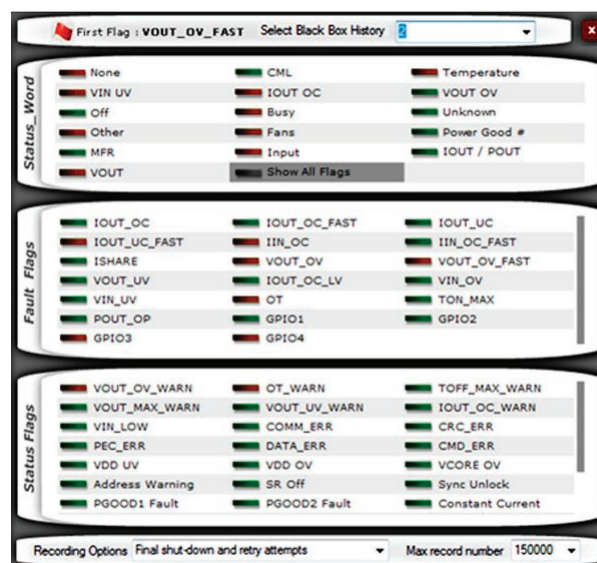 First Flag : VOUT_OV_FAST Select Black Box History 2
Status_Word
None CML Temperature
VIN UV IOUT OC VOUT OV
Off Busy Unknown
Other Fans Power Good #
MFR Input IOUT / POUT
VOUT Show All Flags
Fault Flags
IOUT_OC IOUT_OC_FAST IOUT_UC
IOUT_UC_FAST IIN_OC IIN_OC_FAST
ISHARE VOUT_OV VOUT_OV_FAST
VOUT_UV IOUT_OC_LV VIN_OV
VIN_UV OT TON_MAX
POUT_OP GPIO1 GPIO2
GPIO3 GPIO4
Status Flags
VOUT_OV_WARN OT_WARN TOFF_MAX_WARN
VOUT_MAX_WARN VOUT_UV_WARN IOUT_OC_WARN
VIN_LOW COMM_ERR CRC_ERR
PEC_ERR DATA_ERR CMD_ERR
VDD UV VDD OV VCORE OV
Address Warning SR Off Sync Unlock
PGOOD1 Fault PGOOD2 Fault Constant Current
Recording Options Final shut-down and retry attempts Max record number 150000